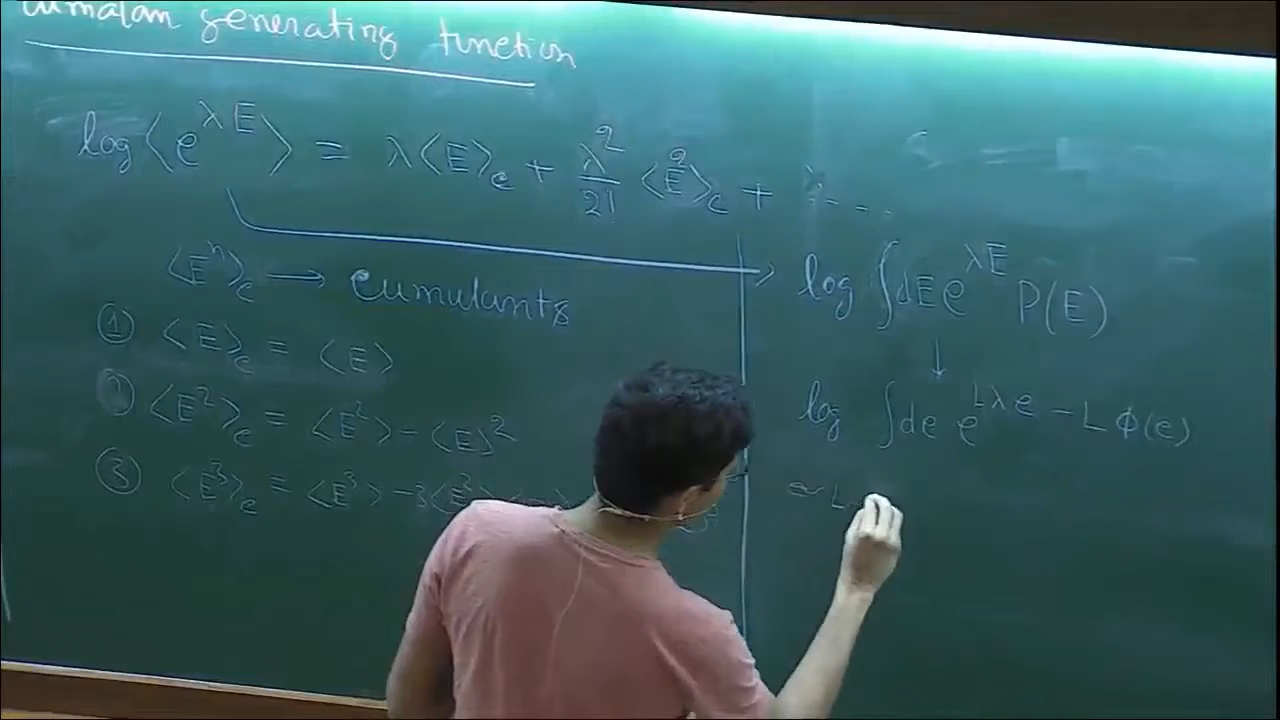 generating function
log⟨e^{λE}⟩ = λ⟨E⟩_c + λ²/2! ⟨E²⟩_c + ...
⟨Eⁿ⟩_c → cumulants
① ⟨E⟩_c = ⟨E⟩
② ⟨E²⟩_c = ⟨E²⟩ - ⟨E⟩²
③ ⟨E³⟩_c = ⟨E³⟩ - 3⟨E²⟩
log ∫dE e^{λE} P(E)
↓
log ∫de e^{Lλe - Lϕ(e)}
≈ L